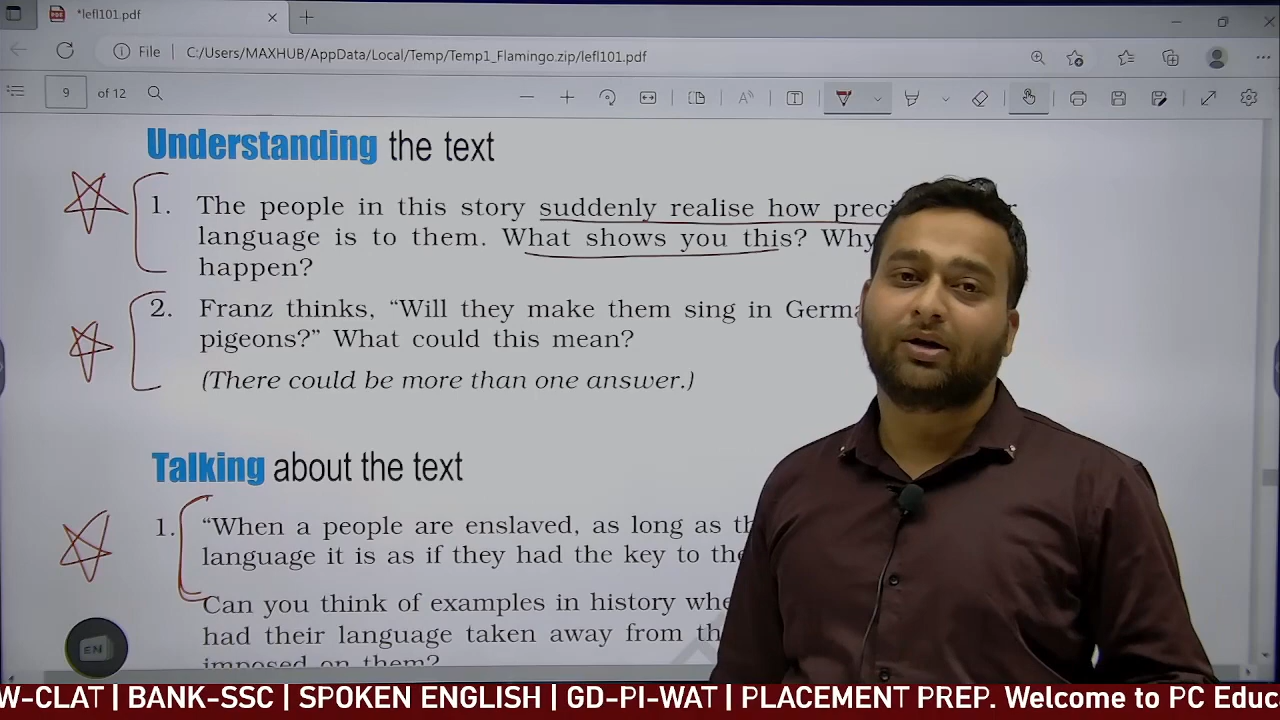 *lefl101.pdf
File | C:/Users/MAXHUB/AppData/Local/Temp/Temp1_Flamingo.zip/lefl101.pdf
9 of 12
Understanding the text
1. The people in this story suddenly realise how preci
language is to them. What shows you this? Why
happen?
2. Franz thinks, “Will they make them sing in Germa
pigeons?” What could this mean?
(There could be more than one answer.)
Talking about the text
1. “When a people are enslaved, as long as th
language it is as if they had the key to the
Can you think of examples in history whe
had their language taken away from th
imposed on them?
EN
W-CLAT | BANK-SSC | SPOKEN ENGLISH | GD-PI-WAT | PLACEMENT PREP. Welcome to PC Educ